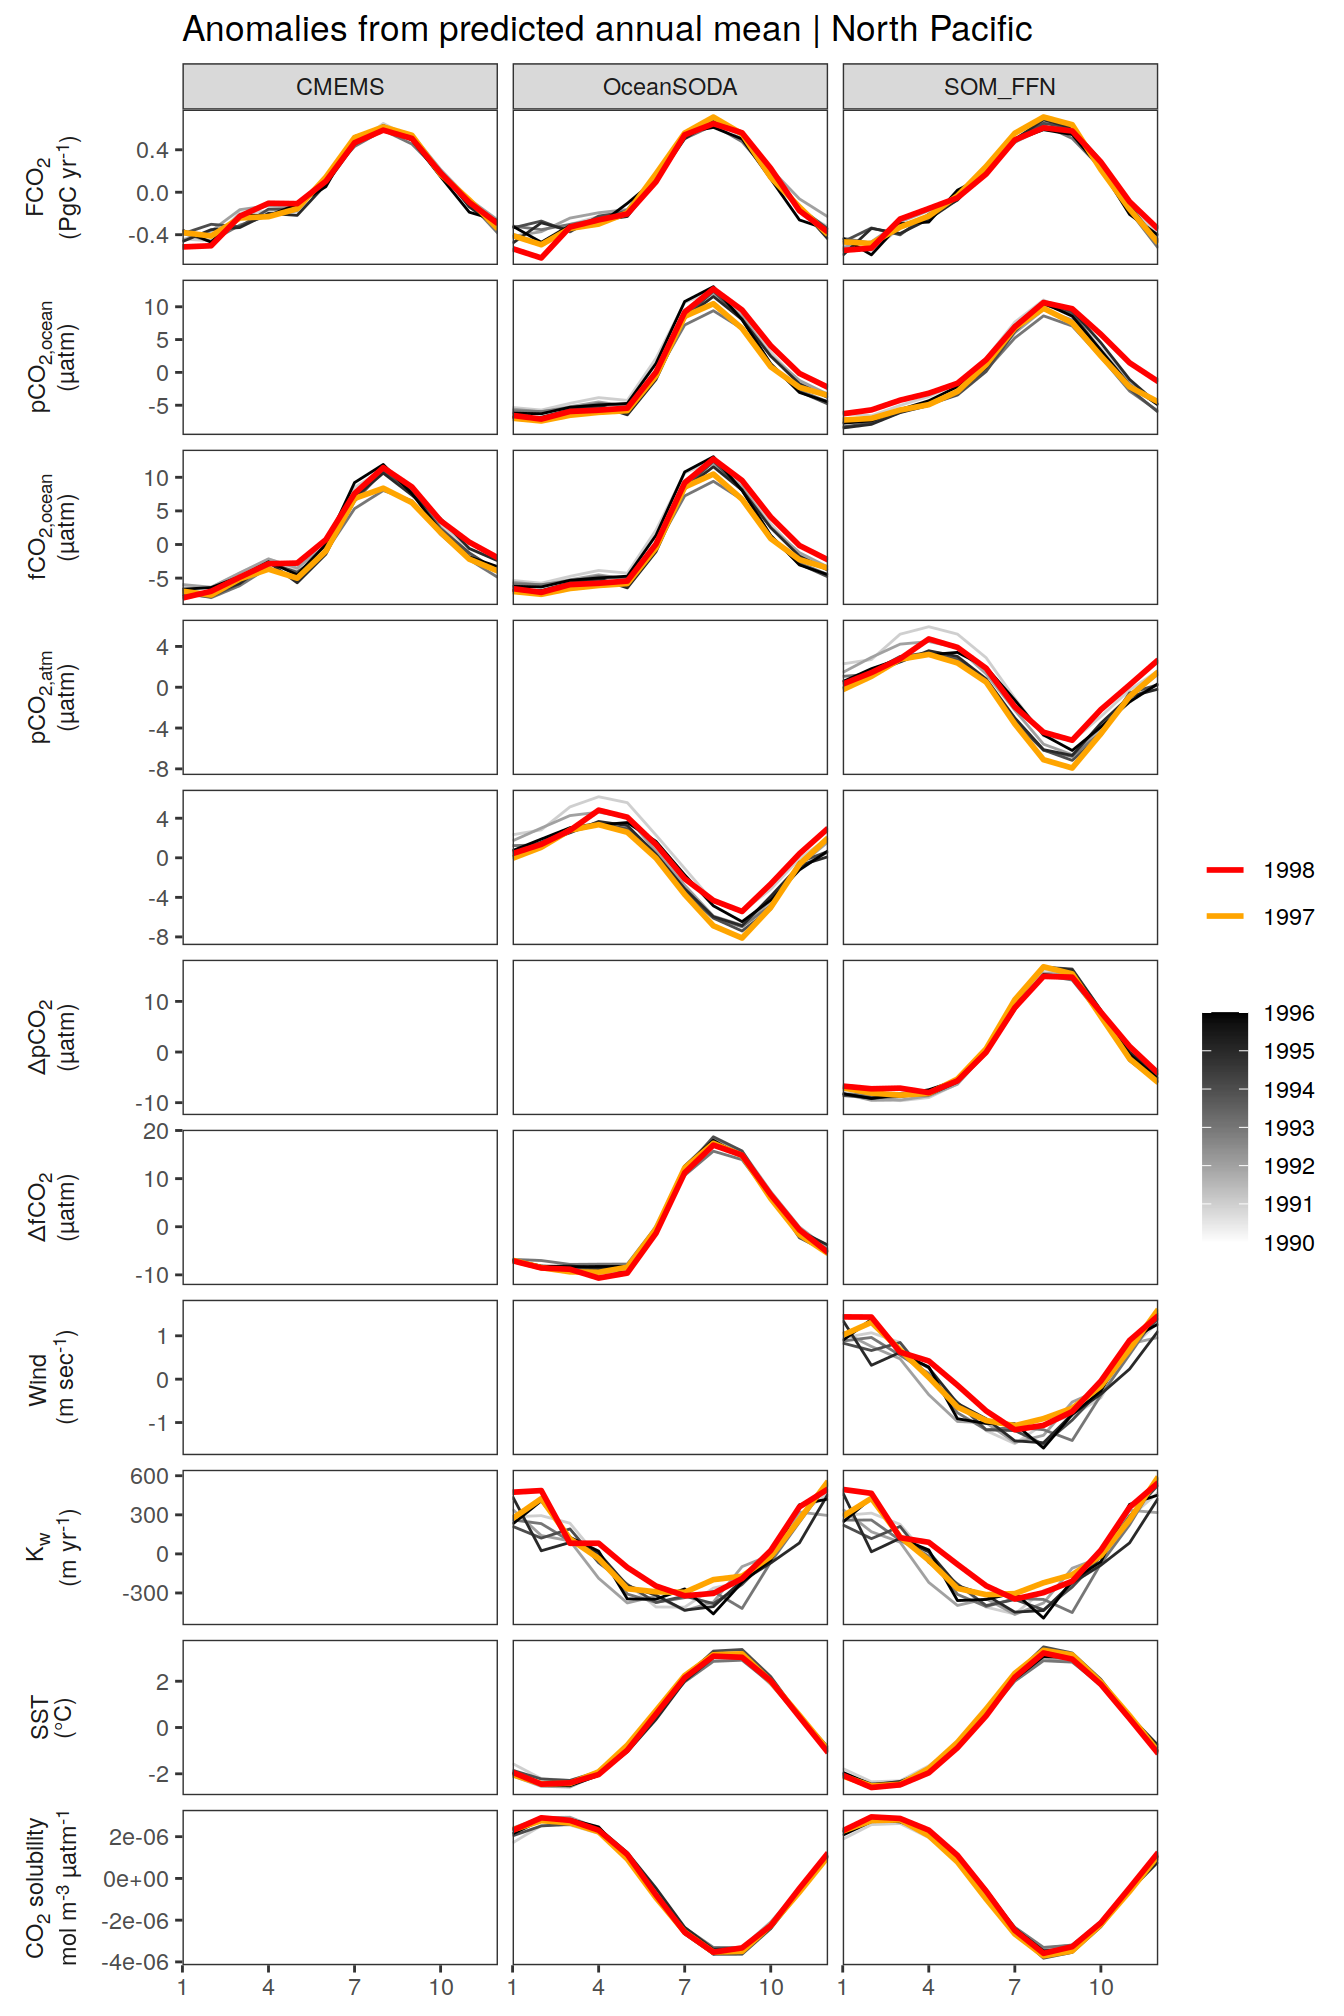 Anomalies from predicted annual mean | North Pacific
CMEMS OceanSODA SOM_FFN
FCO2
(PgC yr-1)
0.4
0.0
-0.4
pCO2,ocean
(µatm)
10
5
0
-5
fCO2,ocean
(µatm)
10
5
0
-5
pCO2,atm
(µatm)
4
0
-4
-8
4
0
-4
-8
ΔpCO2
(µatm)
10
0
-10
ΔfCO2
(µatm)
20
10
0
-10
Wind
(m sec-1)
1
0
-1
Kw
(m yr-1)
600
300
0
-300
SST
(°C)
2
0
-2
CO2 solubility
mol m-3 µatm-1
2e-06
0e+00
-2e-06
-4e-06
1 4 7 10 1 4 7 10 1 4 7 10
1998
1997
1996
1995
1994
1993
1992
1991
1990